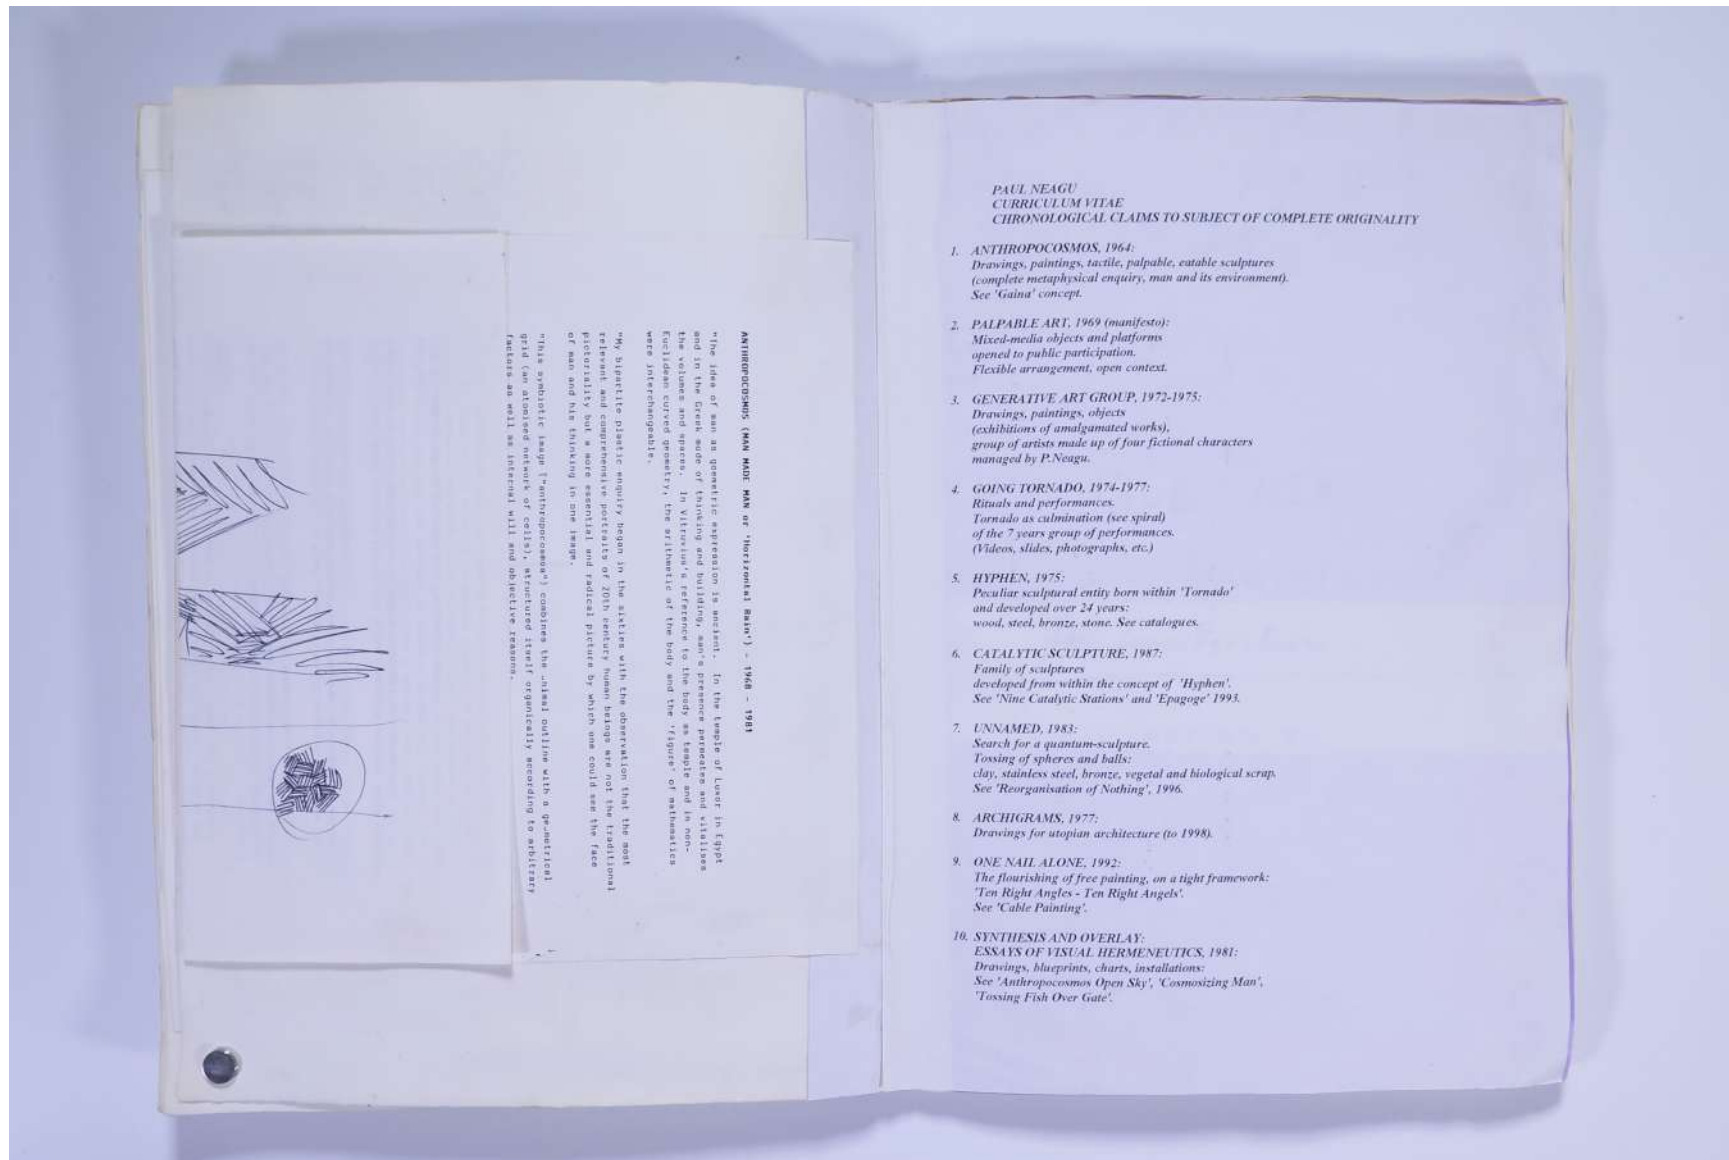 ANTHROPOCOSMOS (MAN MADE MAN or 'Horizontal Rain') - 1968 - 1981
"The idea of man as geometric expression is ancient. In the temple of Luxor in Egypt
and in the Greek mode of thinking and building, man's presence permeates and vitalises
the volumes and spaces. In Vitruvius's reference to the body as temple and in non-
Euclidean curved geometry, the arithmetic of the body and the 'figure' of mathematics
were interchangeable.
"My bipartite plastic enquiry began in the sixties with the observation that the most
relevant and comprehensive portraits of 20th century human beings are not the traditional
pictoriality but a more essential and radical picture by which one could see the face
of man and his thinking in one image.
"This symbiotic image ("anthropocosmos") combines the outline with a
grid (an atomised network of cells), structured itself organically according to arbitrary
factors as well as internal will and objective reasons.
PAUL NEAGU
CURRICULUM VITAE
CHRONOLOGICAL CLAIMS TO SUBJECT OF COMPLETE ORIGINALITY
1. ANTHROPOCOSMOS, 1964:
Drawings, paintings, tactile, palpable, eatable sculptures
(complete metaphysical enquiry, man and its environment).
See 'Gaina' concept.
2. PALPABLE ART, 1969 (manifesto):
Mixed-media objects and platforms
opened to public participation.
Flexible arrangement, open context.
3. GENERATIVE ART GROUP, 1972-1975:
Drawings, paintings, objects
(exhibitions of amalgamated works),
group of artists made up of four fictional characters
managed by P.Neagu.
4. GOING TORNADO, 1974-1977:
Rituals and performances.
Tornado as culmination (see spiral)
of the 7 years group of performances.
(Videos, slides, photographs, etc.)
5. HYPHEN, 1975:
Peculiar sculptural entity born within 'Tornado'
and developed over 24 years:
wood, steel, bronze, stone. See catalogues.
6. CATALYTIC SCULPTURE, 1987:
Family of sculptures
developed from within the concept of 'Hyphen'.
See 'Nine Catalytic Stations' and 'Epagoge' 1993.
7. UNNAMED, 1983:
Search for a quantum-sculpture.
Tossing of spheres and balls:
clay, stainless steel, bronze, vegetal and biological scrap.
See 'Reorganisation of Nothing', 1996.
8. ARCHIGRAMS, 1977:
Drawings for utopian architecture (to 1998).
9. ONE NAIL ALONE, 1992:
The flourishing of free painting, on a tight framework:
'Ten Right Angles - Ten Right Angels'.
See 'Cable Painting'.
10. SYNTHESIS AND OVERLAY:
ESSAYS OF VISUAL HERMENEUTICS, 1981:
Drawings, blueprints, charts, installations:
See 'Anthropocosmos Open Sky', 'Cosmosizing Man',
'Tossing Fish Over Gate'.